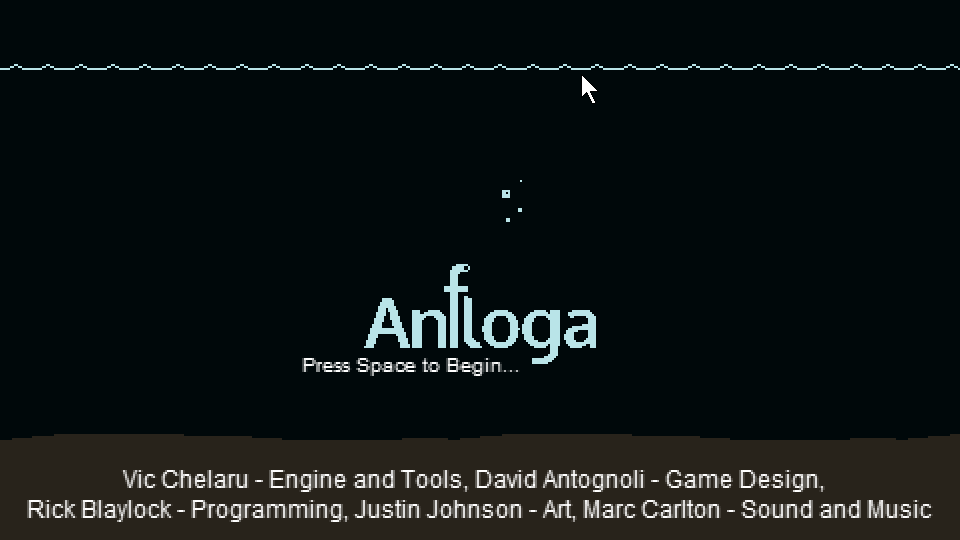 Anfloga
Press Space to Begin...
Vic Chelaru - Engine and Tools, David Antognoli - Game Design,
Rick Blaylock - Programming, Justin Johnson - Art, Marc Carlton - Sound and Music